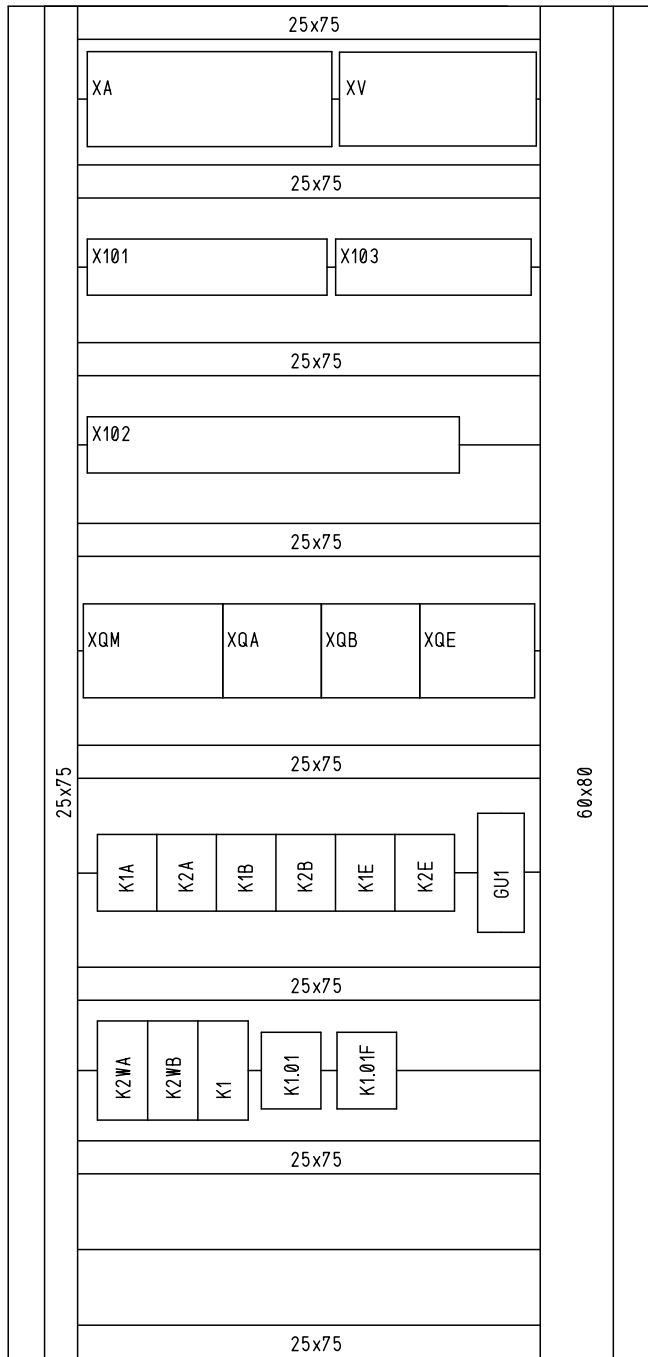 25x75
XA XV
25x75
X101 X103
25x75
X102
25x75
XQM XQA XQB XQE
25x75
25x75
60x80
K1A K2A K1B K2B K1E K2E GU1
25x75
K2WA K2WB K1 K1.01 K1.01F
25x75
25x75